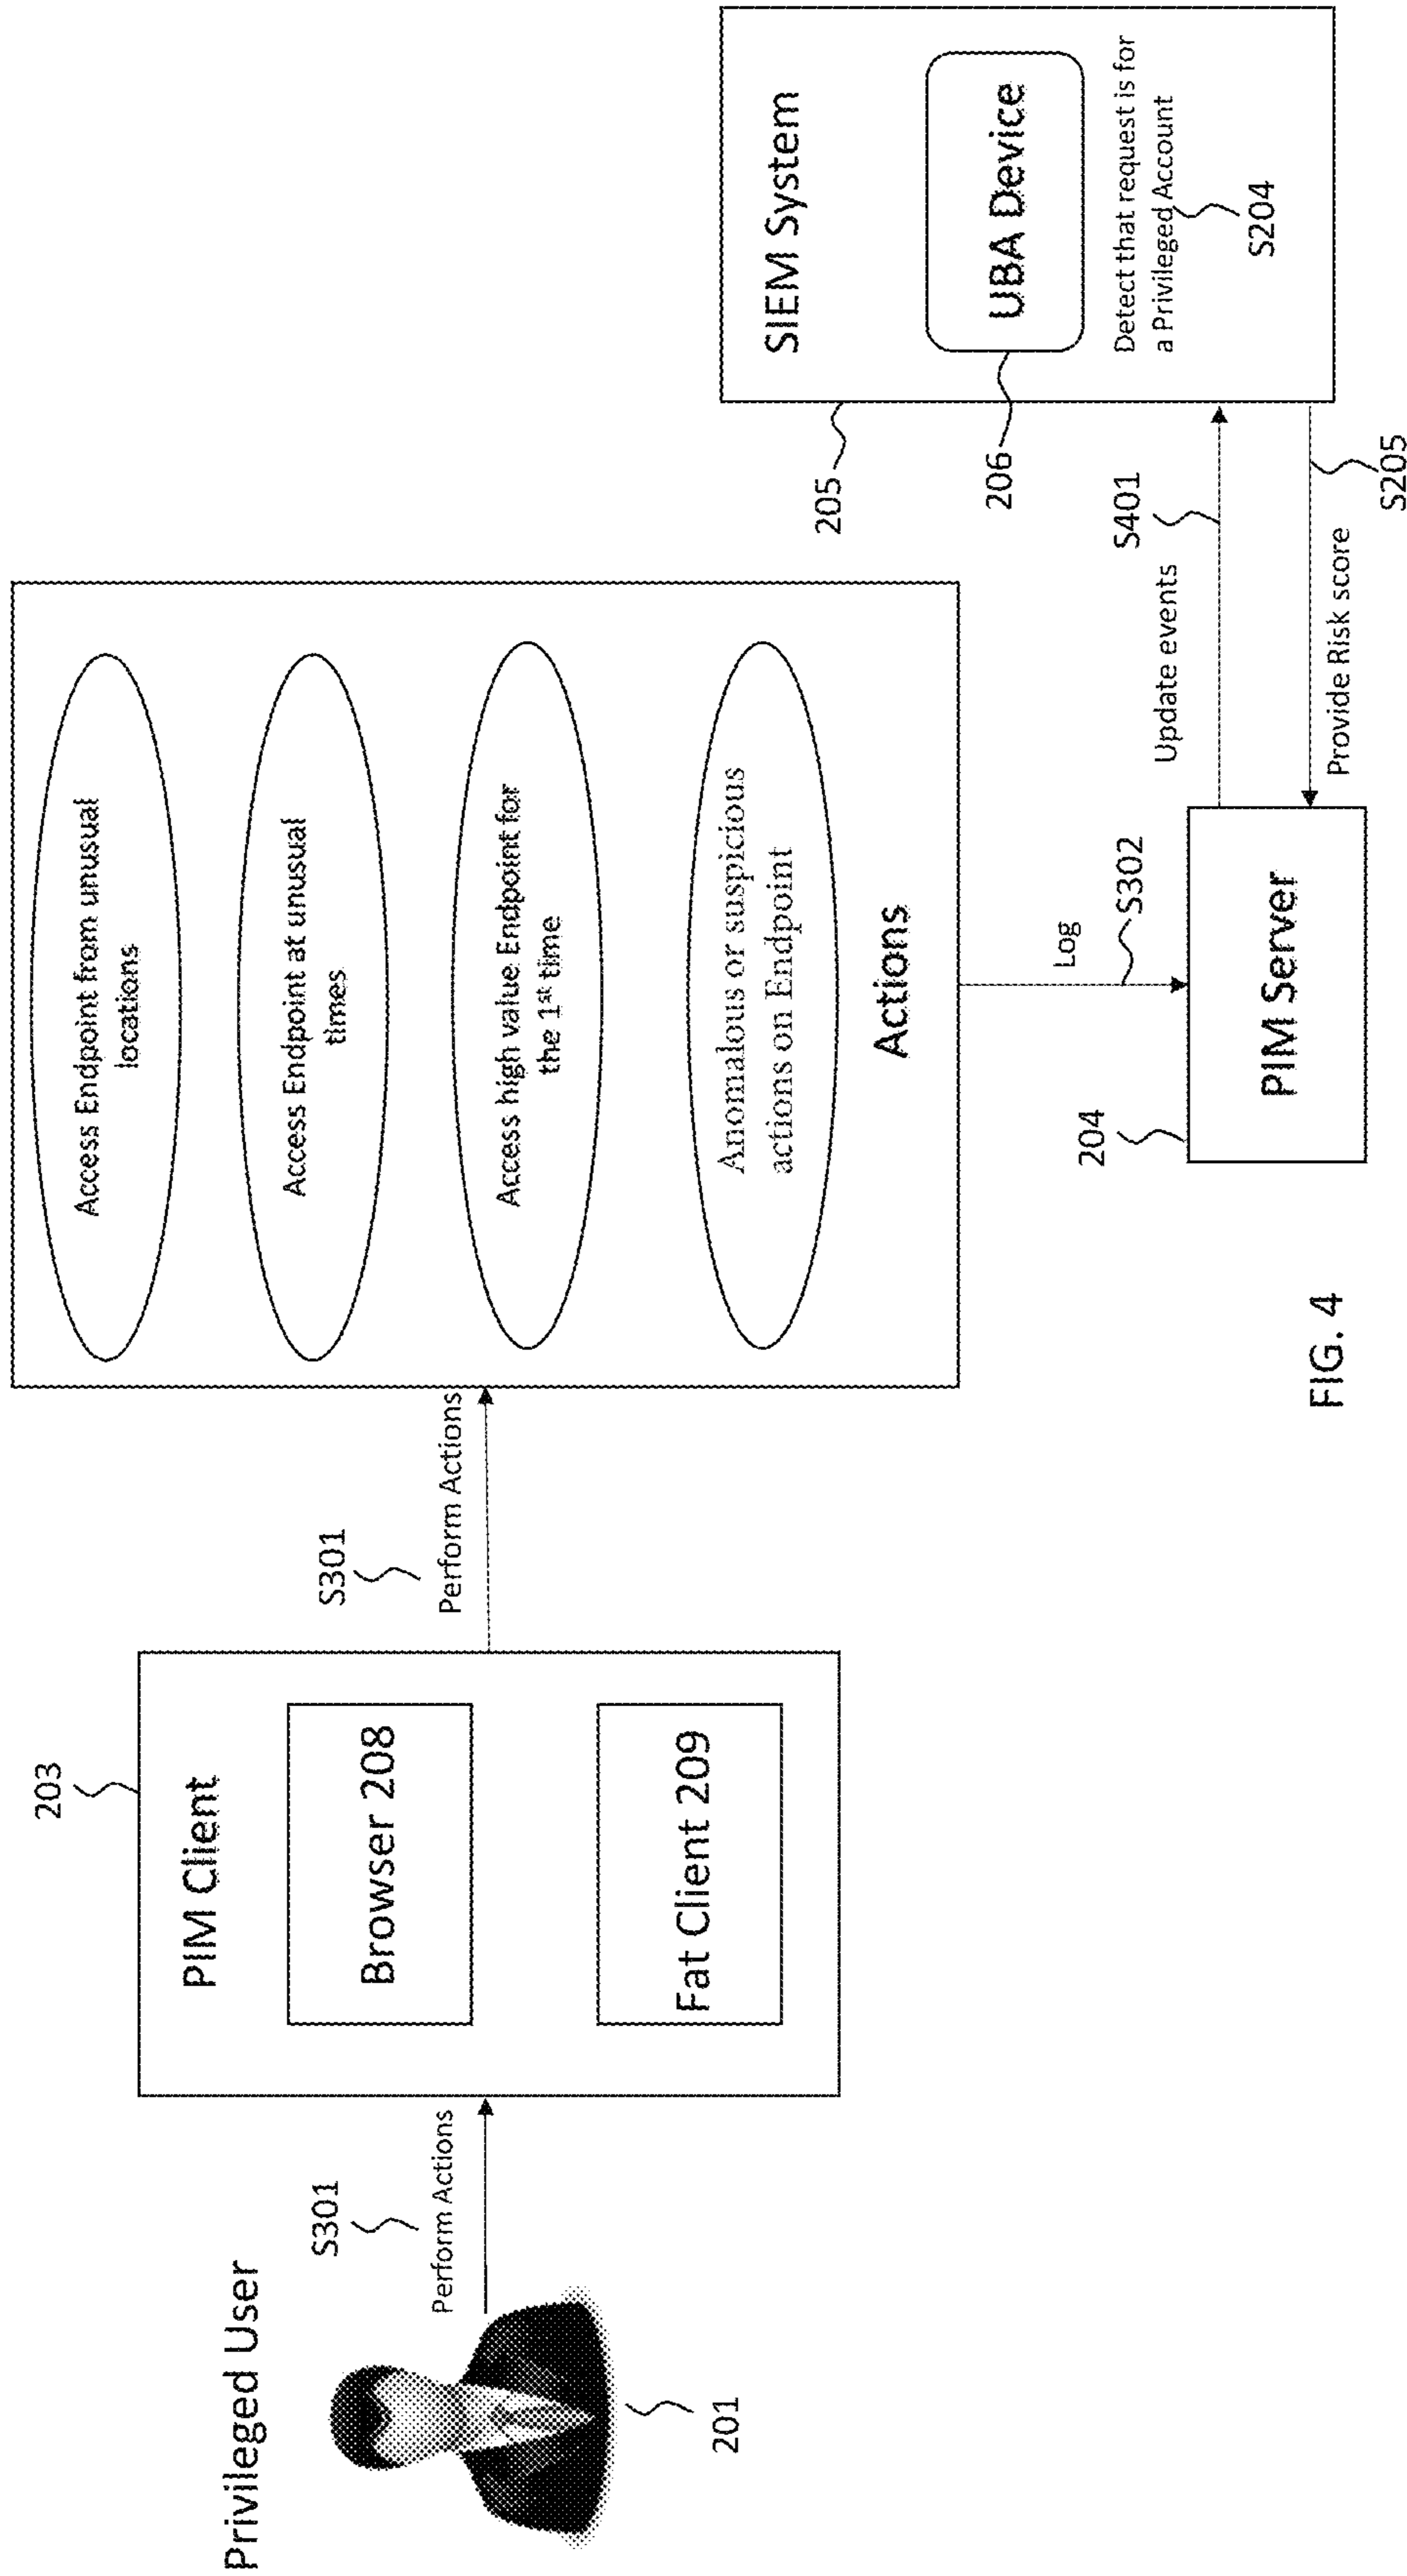 Privileged User
S301
Perform Actions
201
203
PIM Client
Browser 208
Fat Client 209
S301
Perform Actions
Access Endpoint from unusual
locations
Access Endpoint at unusual
times
Access high value Endpoint for
the 1st time
Anomalous or suspicious
actions on Endpoint
Actions
Log
S302
204
PIM Server
Update events
S401
Provide Risk score
S205
205
206
SIEM System
UBA Device
Detect that request is for
a Privileged Account
S204
FIG. 4